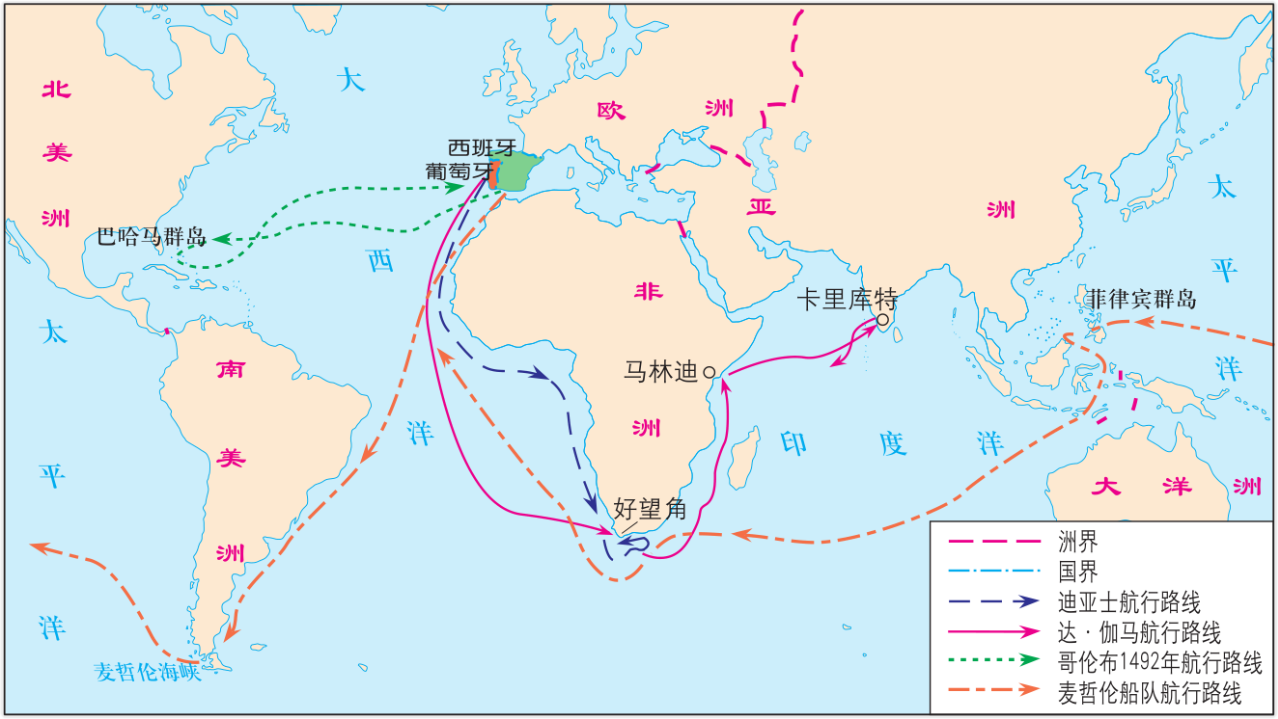 北美洲
大西洋
欧洲
西班牙
葡萄牙
亚洲
太平洋
巴哈马群岛
非洲
卡里库特
菲律宾群岛
太平洋
马林迪
南美洲
印度洋
大洋洲
好望角
麦哲伦海峡
洲界
国界
迪亚士航行路线
达·伽马航行路线
哥伦布1492年航行路线
麦哲伦船队航行路线